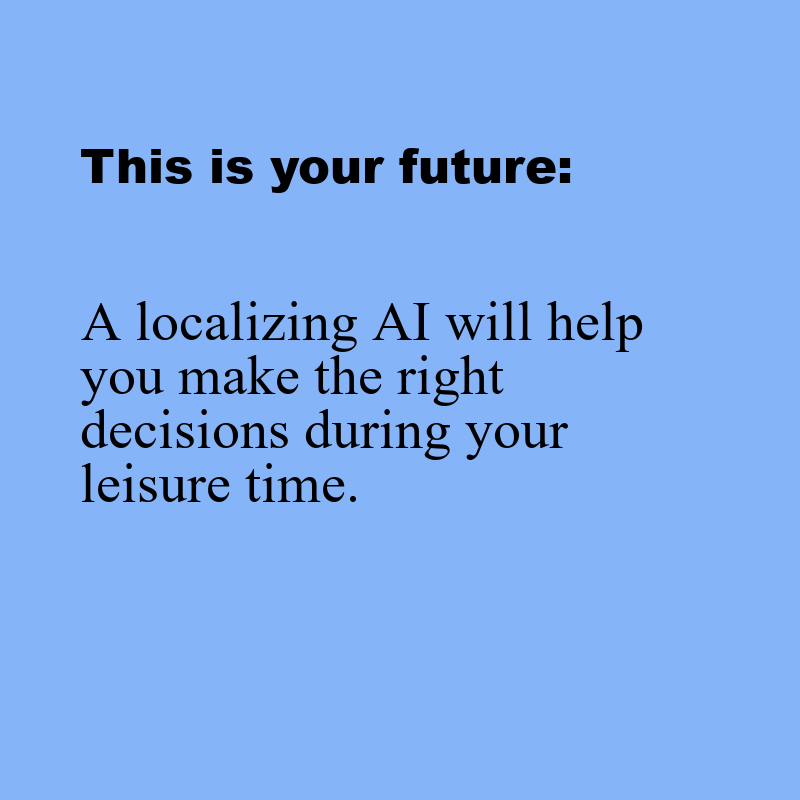 This is your future:
A localizing AI will help
you make the right
decisions during your
leisure time.